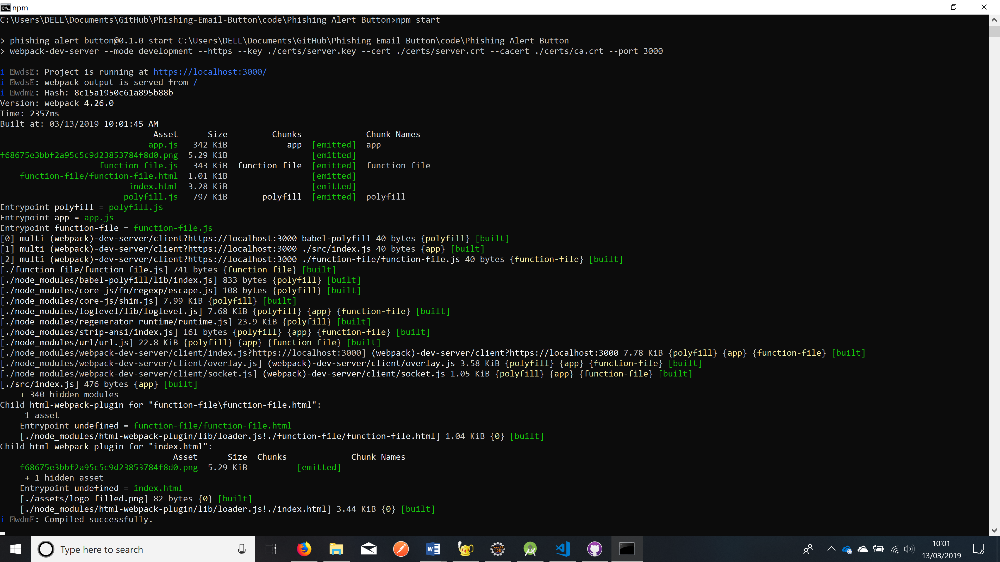 npm
C:\Users\DELL\Documents\GitHub\Phishing-Email-Button\code\Phishing Alert Button>npm start
> phishing-alert-button@0.1.0 start C:\Users\DELL\Documents\GitHub\Phishing-Email-Button\code\Phishing Alert Button
> webpack-dev-server --mode development --https --key ./certs/server.key --cert ./certs/server.crt --cacert ./certs/ca.crt --port 3000
i ⍰wds⍰: Project is running at https://localhost:3000/
i ⍰wds⍰: webpack output is served from /
i ⍰wdm⍰: Hash: 8c15a1950c61a895b88b
Version: webpack 4.26.0
Time: 2357ms
Built at: 03/13/2019 10:01:45 AM
Asset Size Chunks Chunk Names
app.js 342 KiB app [emitted] app
f68675e3bbf2a95c5c9d23853784f8d0.png 5.29 KiB [emitted]
function-file.js 343 KiB function-file [emitted] function-file
function-file/function-file.html 1.01 KiB [emitted]
index.html 3.28 KiB [emitted]
polyfill.js 797 KiB polyfill [emitted] polyfill
Entrypoint polyfill = polyfill.js
Entrypoint app = app.js
Entrypoint function-file = function-file.js
[0] multi (webpack)-dev-server/client?https://localhost:3000 babel-polyfill 40 bytes {polyfill} [built]
[1] multi (webpack)-dev-server/client?https://localhost:3000 ./src/index.js 40 bytes {app} [built]
[2] multi (webpack)-dev-server/client?https://localhost:3000 ./function-file/function-file.js 40 bytes {function-file} [built]
[./function-file/function-file.js] 741 bytes {function-file} [built]
[./node_modules/babel-polyfill/lib/index.js] 833 bytes {polyfill} [built]
[./node_modules/core-js/fn/regexp/escape.js] 108 bytes {polyfill} [built]
[./node_modules/core-js/shim.js] 7.99 KiB {polyfill} [built]
[./node_modules/loglevel/lib/loglevel.js] 7.68 KiB {polyfill} {app} {function-file} [built]
[./node_modules/regenerator-runtime/runtime.js] 23.9 KiB {polyfill} [built]
[./node_modules/strip-ansi/index.js] 161 bytes {polyfill} {app} {function-file} [built]
[./node_modules/url/url.js] 22.8 KiB {polyfill} {app} {function-file} [built]
[./node_modules/webpack-dev-server/client/index.js?https://localhost:3000] (webpack)-dev-server/client?https://localhost:3000 7.78 KiB {polyfill} {app} {function-file} [built]
[./node_modules/webpack-dev-server/client/overlay.js] (webpack)-dev-server/client/overlay.js 3.58 KiB {polyfill} {app} {function-file} [built]
[./node_modules/webpack-dev-server/client/socket.js] (webpack)-dev-server/client/socket.js 1.05 KiB {polyfill} {app} {function-file} [built]
[./src/index.js] 476 bytes {app} [built]
+ 340 hidden modules
Child html-webpack-plugin for "function-file\function-file.html":
1 asset
Entrypoint undefined = function-file/function-file.html
[./node_modules/html-webpack-plugin/lib/loader.js!./function-file/function-file.html] 1.04 KiB {0} [built]
Child html-webpack-plugin for "index.html":
Asset Size Chunks Chunk Names
f68675e3bbf2a95c5c9d23853784f8d0.png 5.29 KiB [emitted]
+ 1 hidden asset
Entrypoint undefined = index.html
[./assets/logo-filled.png] 82 bytes {0} [built]
[./node_modules/html-webpack-plugin/lib/loader.js!./index.html] 3.44 KiB {0} [built]
i ⍰wdm⍰: Compiled successfully.
Type here to search
Java EE
IDE
10:01
13/03/2019